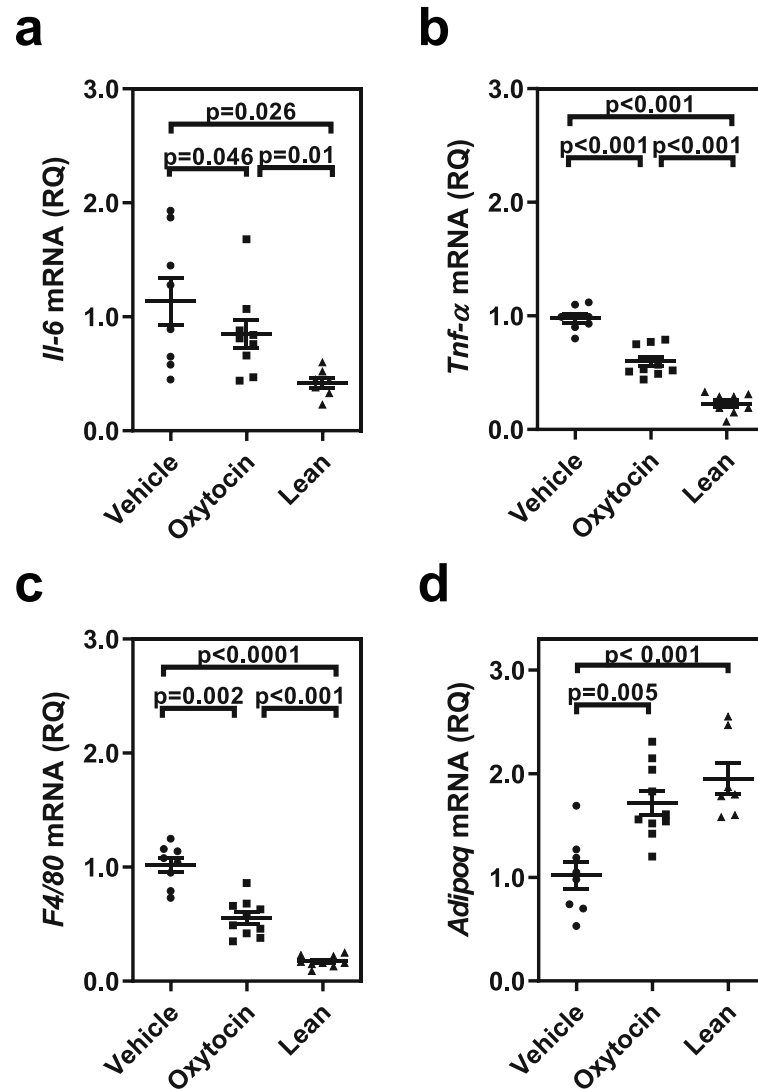 a
3.0
2.0
1.0
0.0
Il-6 mRNA (RQ)
p=0.026
p=0.046
p=0.01
Vehicle
Oxytocin
Lean
b
3.0
2.0
1.0
0.0
Tnf-α mRNA (RQ)
p<0.001
p<0.001
p<0.001
Vehicle
Oxytocin
Lean
c
3.0
2.0
1.0
0.0
F4/80 mRNA (RQ)
p<0.0001
p=0.002
p<0.001
Vehicle
Oxytocin
Lean
d
3.0
2.0
1.0
0.0
Adipoq mRNA (RQ)
p< 0.001
p=0.005
Vehicle
Oxytocin
Lean